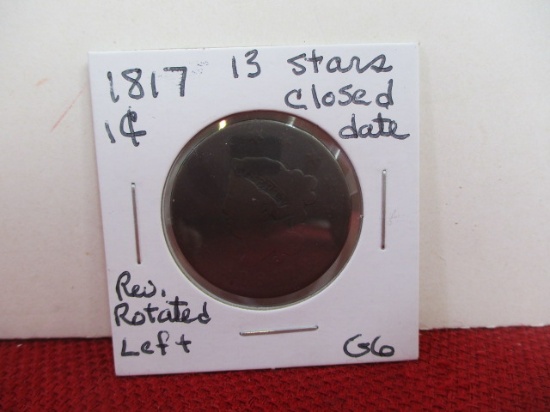 1817 13 stars
1¢ closed
date
Rev.
Rotated
Left G6